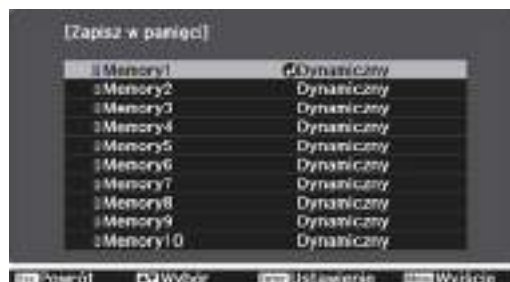 [Zapisz w pamięci]
Memory1 Dynamiczny
Memory2 Dynamiczny
Memory3 Dynamiczny
Memory4 Dynamiczny
Memory5 Dynamiczny
Memory6 Dynamiczny
Memory7 Dynamiczny
Memory8 Dynamiczny
Memory9 Dynamiczny
Memory10 Dynamiczny
Powrót Wybór Ustawienie Wyjście